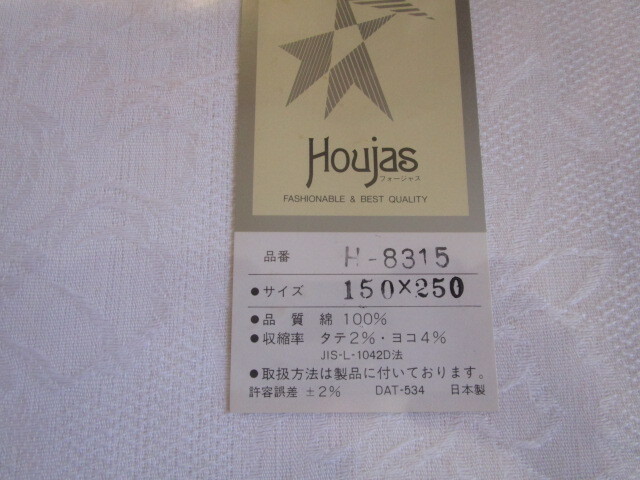 Houjas
フォージャス
FASHIONABLE & BEST QUALITY
品番 H-8315
●サイズ 150×250
●品 質 綿 100%
●収縮率 タテ2%・ヨコ4%
JIS-L-1042D法
●取扱方法は製品に付いております。
許容誤差 ±2% DAT-534 日本製